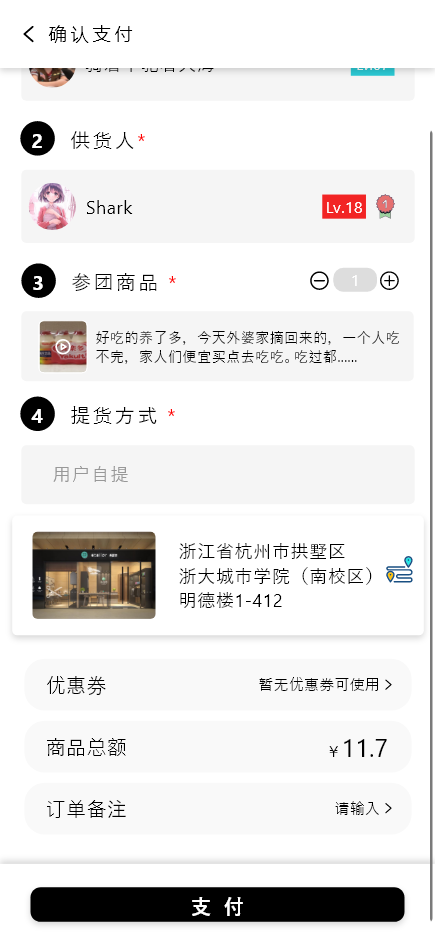 确认支付
2 供货人*
Shark
Lv.18
1
3 参团商品 *
1
好吃的养了多，今天外婆家摘回来的，一个人吃
不完，家人们便宜买点去吃吃。吃过都......
4 提货方式 *
用户自提
浙江省杭州市拱墅区
浙大城市学院（南校区）
明德楼1-412
优惠券
暂无优惠券可使用
商品总额
￥11.7
订单备注
请输入
支付